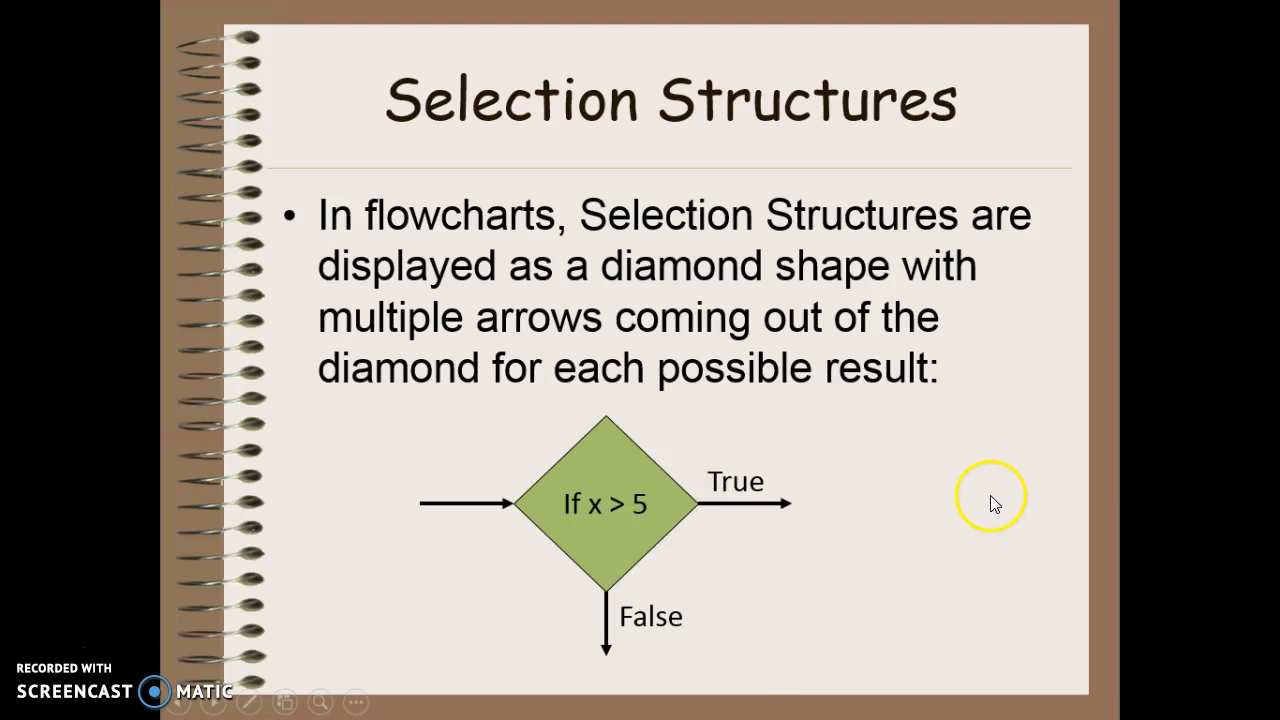 Selection Structures
• In flowcharts, Selection Structures are
displayed as a diamond shape with
multiple arrows coming out of the
diamond for each possible result:
If x > 5
True
False
RECORDED WITH
SCREENCAST MATIC